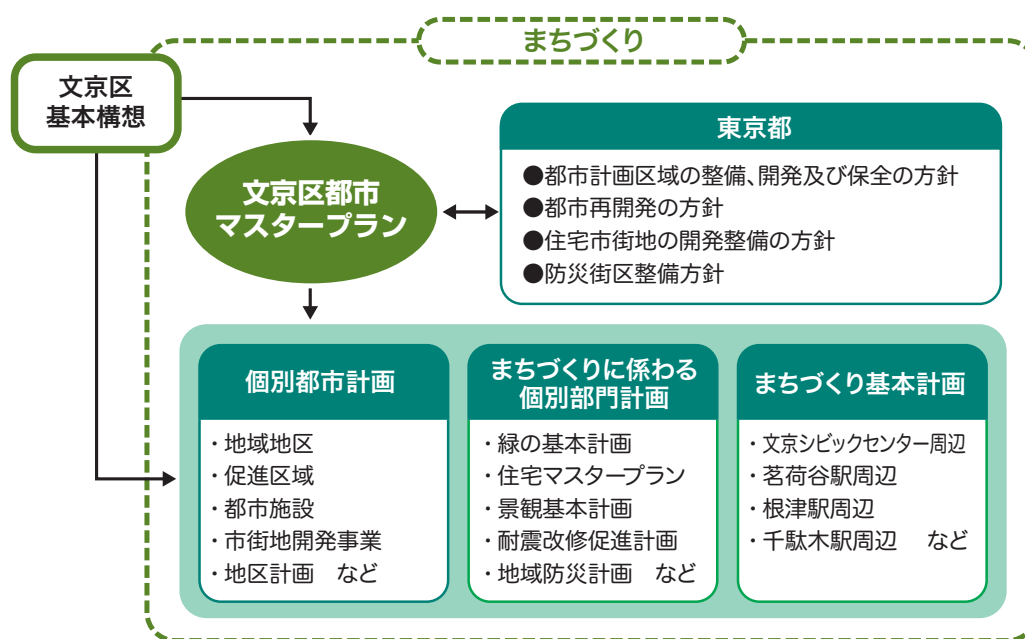 まちづくり
文京区
基本構想
文京区都市
マスタープラン
東京都
●都市計画区域の整備、開発及び保全の方針
●都市再開発の方針
●住宅市街地の開発整備の方針
●防災街区整備方針
個別都市計画
・地域地区
・促進区域
・都市施設
・市街地開発事業
・地区計画　など
まちづくりに係わる
個別部門計画
・緑の基本計画
・住宅マスタープラン
・景観基本計画
・耐震改修促進計画
・地域防災計画　など
まちづくり基本計画
・文京シビックセンター周辺
・茗荷谷駅周辺
・根津駅周辺
・千駄木駅周辺　など